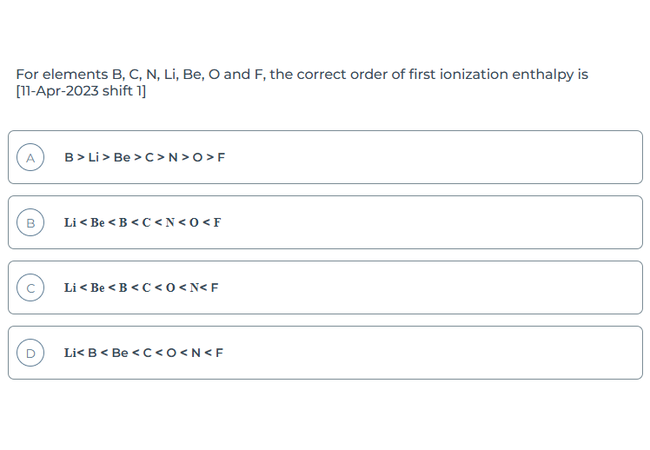 For elements B, C, N, Li, Be, O and F, the correct order of first ionization enthalpy is
[11-Apr-2023 shift 1]
A B > Li > Be > C > N > O > F
B Li < Be < B < C < N < O < F
C Li < Be < B < C < O < N< F
D Li< B < Be < C < O < N < F